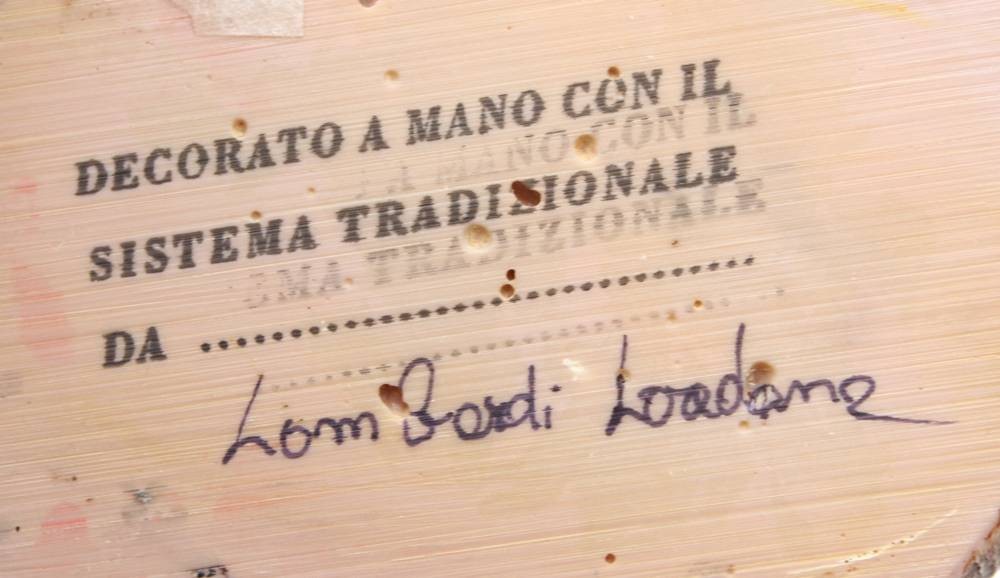 DECORATO A MANO CON IL
SISTEMA TRADIZIONALE
DA ........................................
Lombardi Loredana